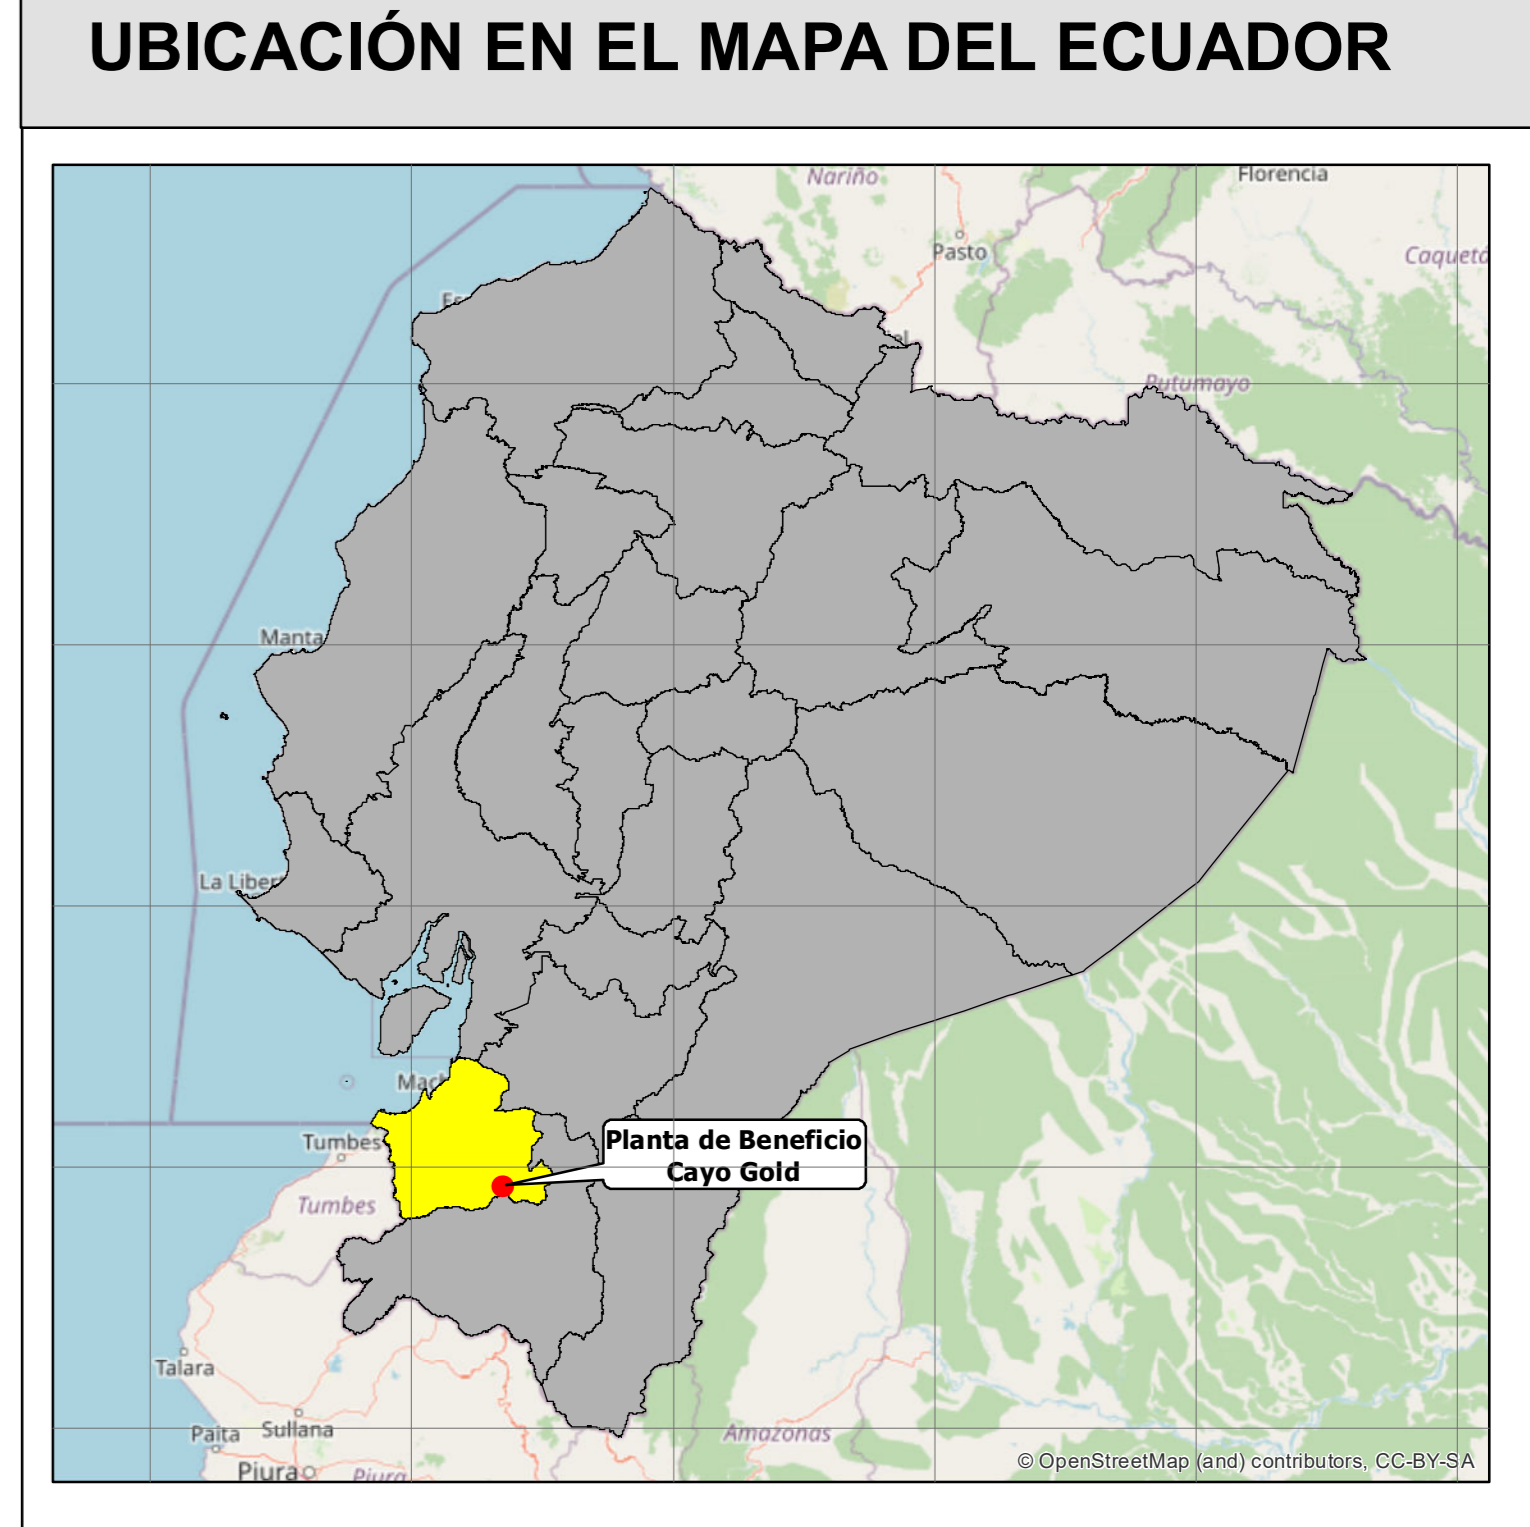 UBICACIÓN EN EL MAPA DEL ECUADOR
Nariño
Florencia
Pasto
Caquetá
Putumayo
Manta
La Liber
Mach
Tumbes
Planta de Beneficio
Cayo Gold
Tumbes
Talara
Paita
Sullana
Amazonas
Piura
Piura
© OpenStreetMap (and) contributors, CC-BY-SA